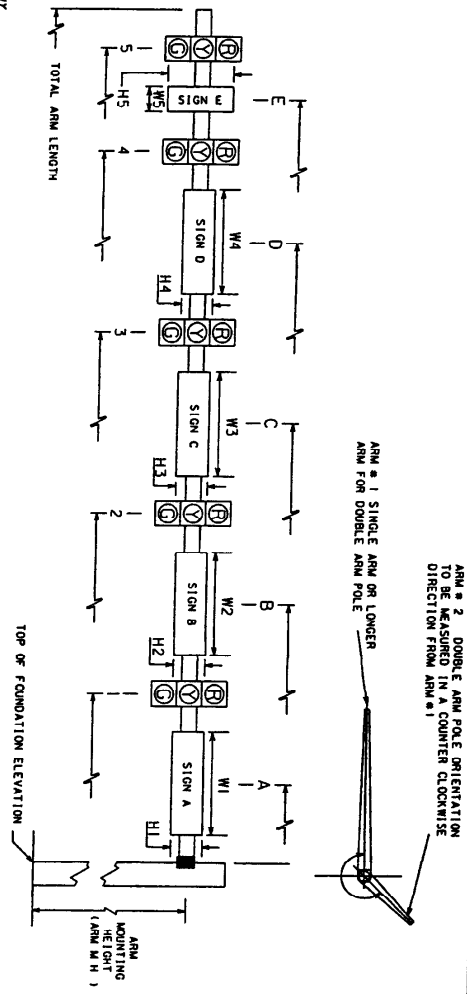 ARM # 2 DOUBLE ARM POLE ORIENTATION
TO BE MEASURED IN A COUNTER CLOCKWISE
DIRECTION FROM ARM #1
ARM # 1 SINGLE ARM OR LONGER
ARM FOR DOUBLE ARM POLE
E
D
C
B
A
R
Y
G
SIGN E
W5
H5
R
Y
G
W4
SIGN D
H4
R
Y
G
W3
SIGN C
H3
R
Y
G
W2
SIGN B
H2
R
Y
G
W1
SIGN A
H1
5
4
3
2
ARM
MOUNTING
HEIGHT
(ARM M H)
TOTAL ARM LENGTH
TOP OF FOUNDATION ELEVATION